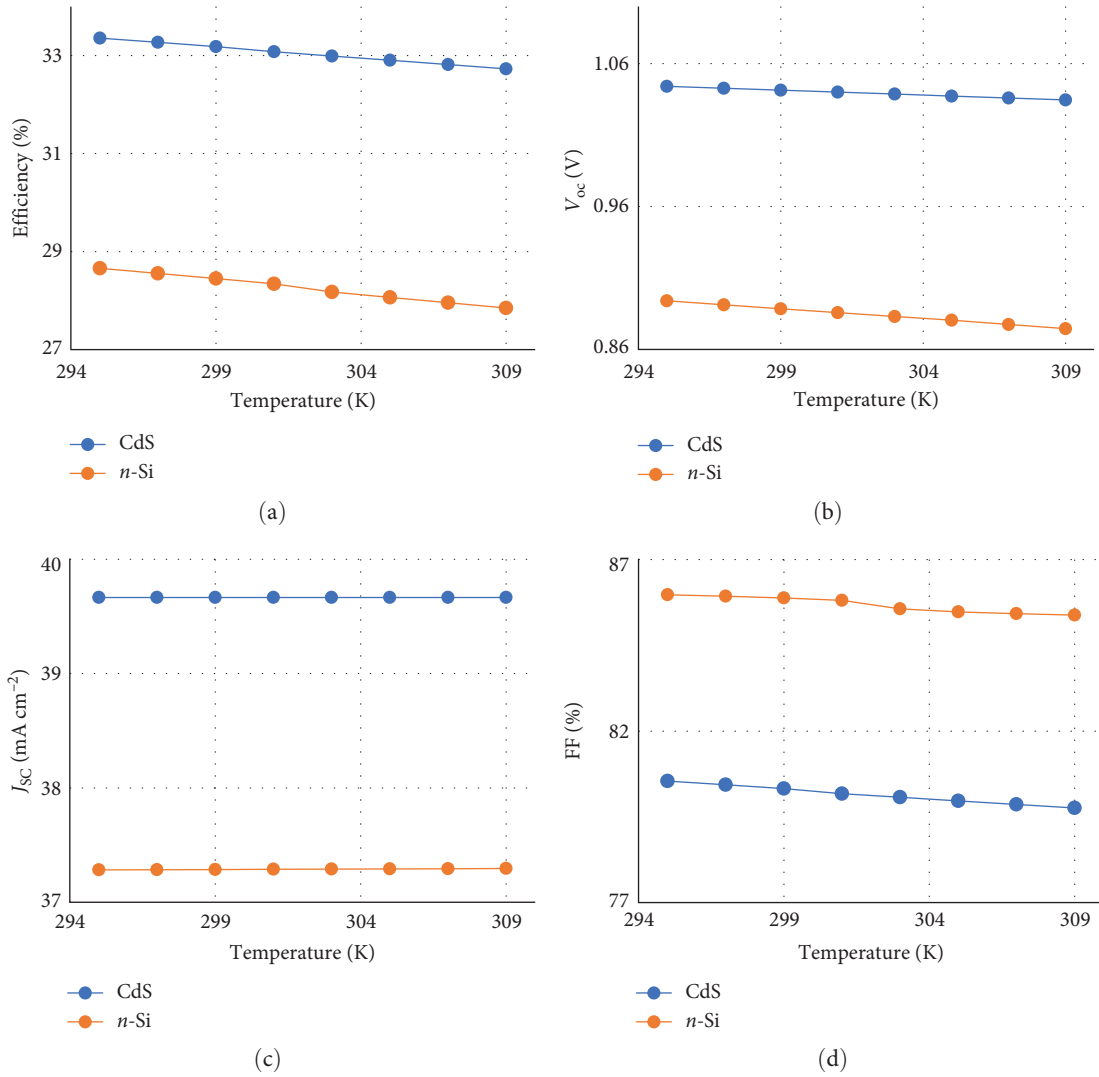 33
31
29
27
Efficiency (%)
294
299
304
309
Temperature (K)
CdS
n-Si
(a)
1.06
0.96
0.86
Voc (V)
294
299
304
309
Temperature (K)
CdS
n-Si
(b)
40
39
38
37
JSC (mA cm−2)
294
299
304
309
Temperature (K)
CdS
n-Si
(c)
87
82
77
FF (%)
294
299
304
309
Temperature (K)
CdS
n-Si
(d)